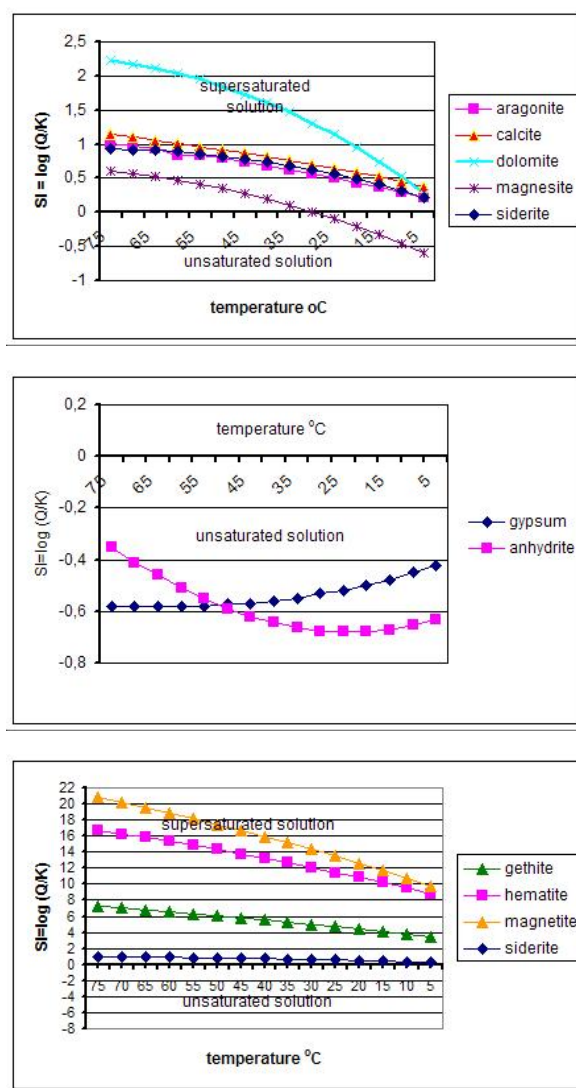 2,5
2
1,5
1
0,5
0
-0,5
-1
SI = log (Q/K)
supersaturated
solution
unsaturated solution
75
65
55
45
35
25
15
5
temperature oC
aragonite
calcite
dolomite
magnesite
siderite
0,2
0
-0,2
-0,4
-0,6
-0,8
SI=log (Q/K)
temperature °C
75
65
55
45
35
25
15
5
unsaturated solution
gypsum
anhydrite
22
20
18
16
14
12
10
8
6
4
2
0
-2
-4
-6
-8
SI=log (Q/K)
supersaturated solution
75 70 65 60 55 50 45 40 35 30 25 20 15 10 5
unsaturated solution
temperature °C
gethite
hematite
magnetite
siderite